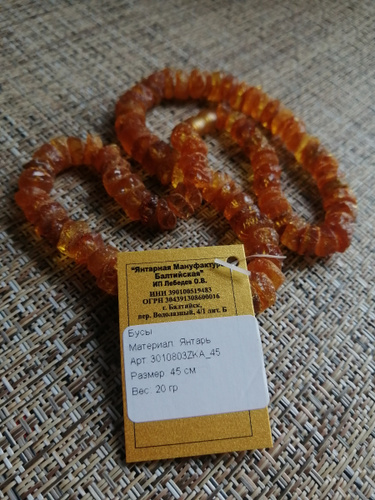 "Янтарная Мануфактура
Балтийская"
ИП Лебедев О.В.
ИНН 390100519483
ОГРН 304391308600016
г. Балтийск,
пер. Водолазный, 4/1 лит. Б
Бусы
Материал Янтарь
Арт. 3010803ZKA_45
Размер 45 см
Вес: 20 гр